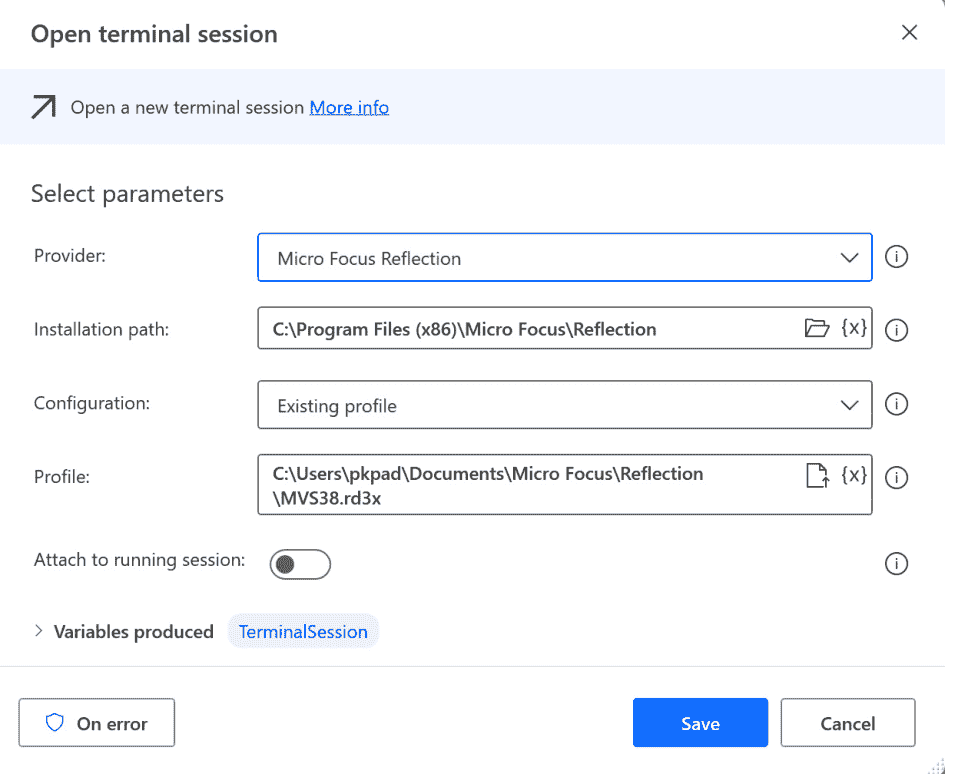 Open terminal session
Open a new terminal session More info
Select parameters
Provider:
Micro Focus Reflection
Installation path:
C:\Program Files (x86)\Micro Focus\Reflection
{x}
Configuration:
Existing profile
Profile:
C:\Users\pkpad\Documents\Micro Focus\Reflection
\MVS38.rd3x
{x}
Attach to running session:
Variables produced TerminalSession
On error
Save
Cancel